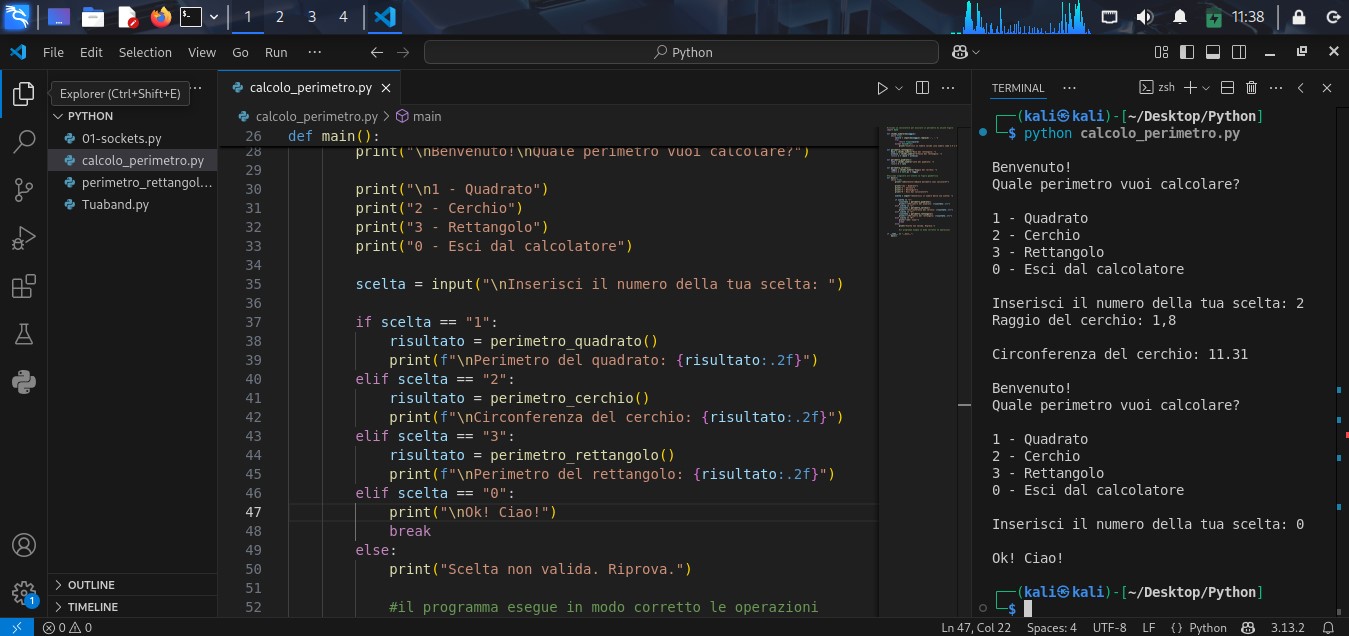 1 2 3 4 11:38
File Edit Selection View Go Run ··· Python
Explorer (Ctrl+Shift+E) ···
PYTHON
01-sockets.py
calcolo_perimetro.py
perimetro_rettangol...
Tuaband.py
OUTLINE
TIMELINE
calcolo_perimetro.py
calcolo_perimetro.py > main
26 def main():
28 print("\nBenvenuto!\nQuale perimetro vuoi calcolare?")
29
30 print("\n1 - Quadrato")
31 print("2 - Cerchio")
32 print("3 - Rettangolo")
33 print("0 - Esci dal calcolatore")
34
35 scelta = input("\nInserisci il numero della tua scelta: ")
36
37 if scelta == "1":
38 risultato = perimetro_quadrato()
39 print(f"\nPerimetro del quadrato: {risultato:.2f}")
40 elif scelta == "2":
41 risultato = perimetro_cerchio()
42 print(f"\nCirconferenza del cerchio: {risultato:.2f}")
43 elif scelta == "3":
44 risultato = perimetro_rettangolo()
45 print(f"\nPerimetro del rettangolo: {risultato:.2f}")
46 elif scelta == "0":
47 print("\nOk! Ciao!")
48 break
49 else:
50 print("Scelta non valida. Riprova.")
51
52 #il programma esegue in modo corretto le operazioni
TERMINAL ··· zsh
(kali㉿kali)-[~/Desktop/Python]
$ python calcolo_perimetro.py
Benvenuto!
Quale perimetro vuoi calcolare?
1 - Quadrato
2 - Cerchio
3 - Rettangolo
0 - Esci dal calcolatore
Inserisci il numero della tua scelta: 2
Raggio del cerchio: 1,8
Circonferenza del cerchio: 11.31
Benvenuto!
Quale perimetro vuoi calcolare?
1 - Quadrato
2 - Cerchio
3 - Rettangolo
0 - Esci dal calcolatore
Inserisci il numero della tua scelta: 0
Ok! Ciao!
(kali㉿kali)-[~/Desktop/Python]
$
1
0 0 Ln 47, Col 22 Spaces: 4 UTF-8 LF {} Python 3.13.2